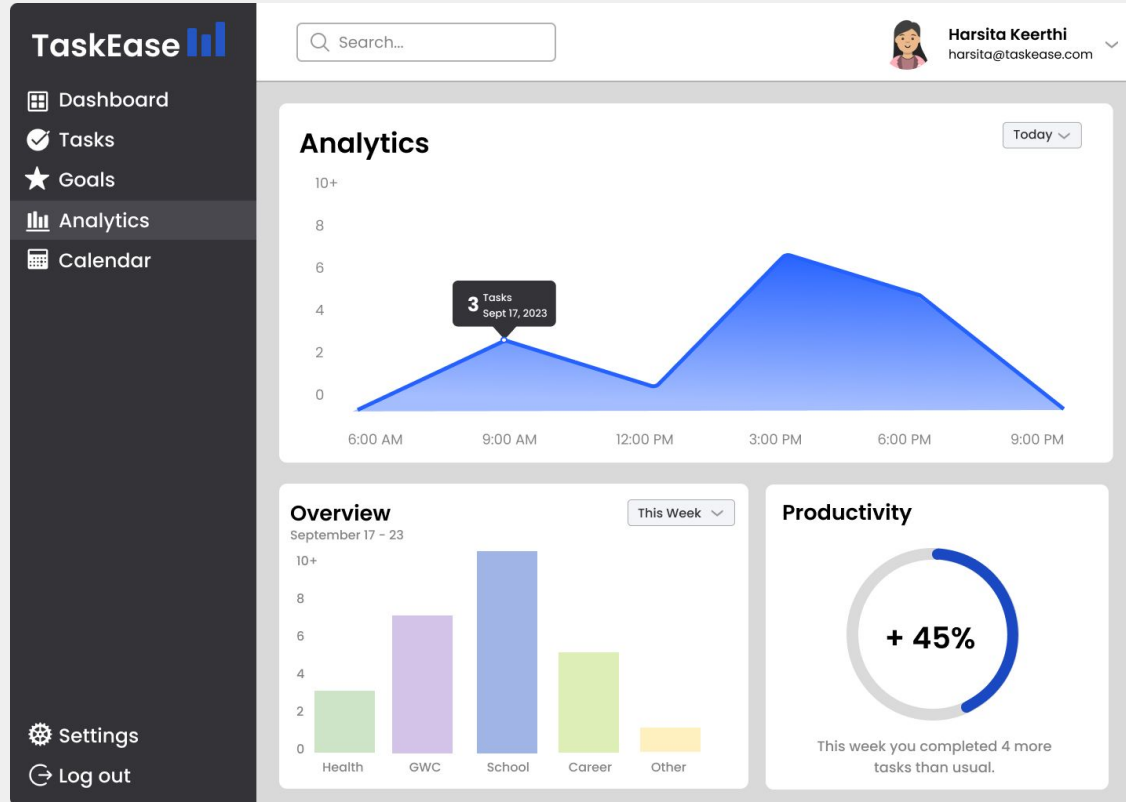 TaskEase
Dashboard
Tasks
Goals
Analytics
Calendar
Settings
Log out
Search...
Harsita Keerthi
harsita@taskease.com
Analytics
Today
10+
8
6
4
2
0
3 Tasks
Sept 17, 2023
6:00 AM 9:00 AM 12:00 PM 3:00 PM 6:00 PM 9:00 PM
Overview
This Week
September 17 - 23
10+
8
6
4
2
0
Health GWC School Career Other
Productivity
+ 45%
This week you completed 4 more
tasks than usual.